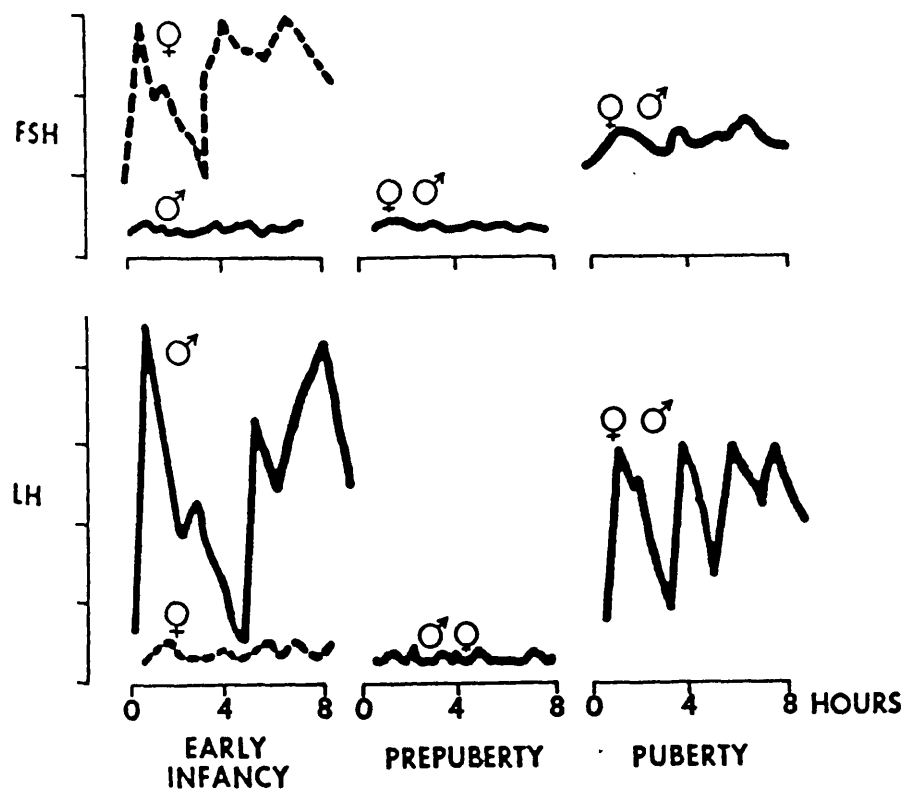 ♀
♀ ♂
FSH
♂
♀ ♂
♂
♀ ♂
LH
♀
♂ ♀
0 4 8 0 4 8 0 4 8 HOURS
EARLY
INFANCY
PREPUBERTY
PUBERTY